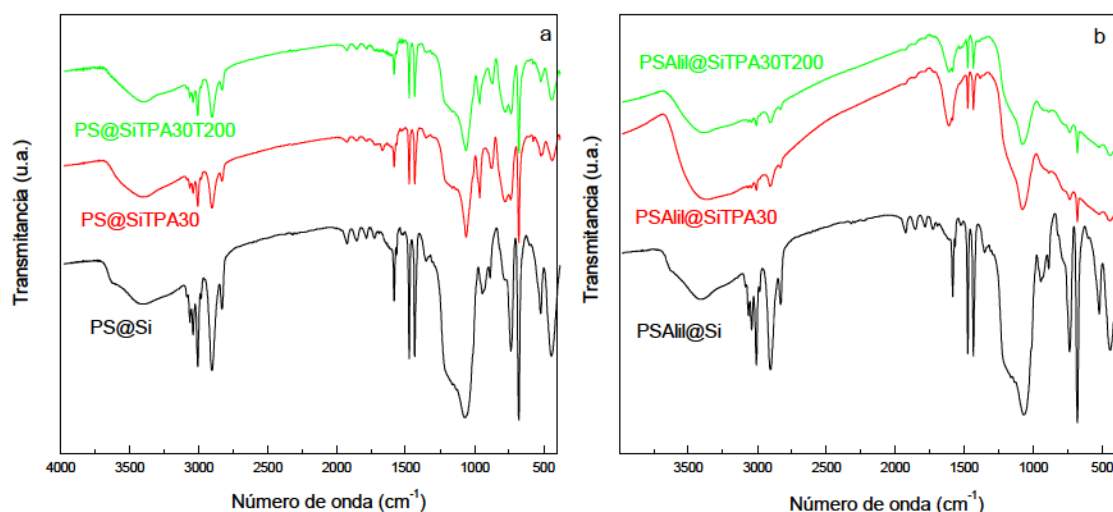 a
PS@SiTPA30T200
PS@SiTPA30
PS@Si
Transmitancia (u.a.)
4000 3500 3000 2500 2000 1500 1000 500
Número de onda (cm-1)
b
PSAlil@SiTPA30T200
PSAlil@SiTPA30
PSAlil@Si
Transmitancia (u.a.)
3500 3000 2500 2000 1500 1000 500
Número de onda (cm-1)